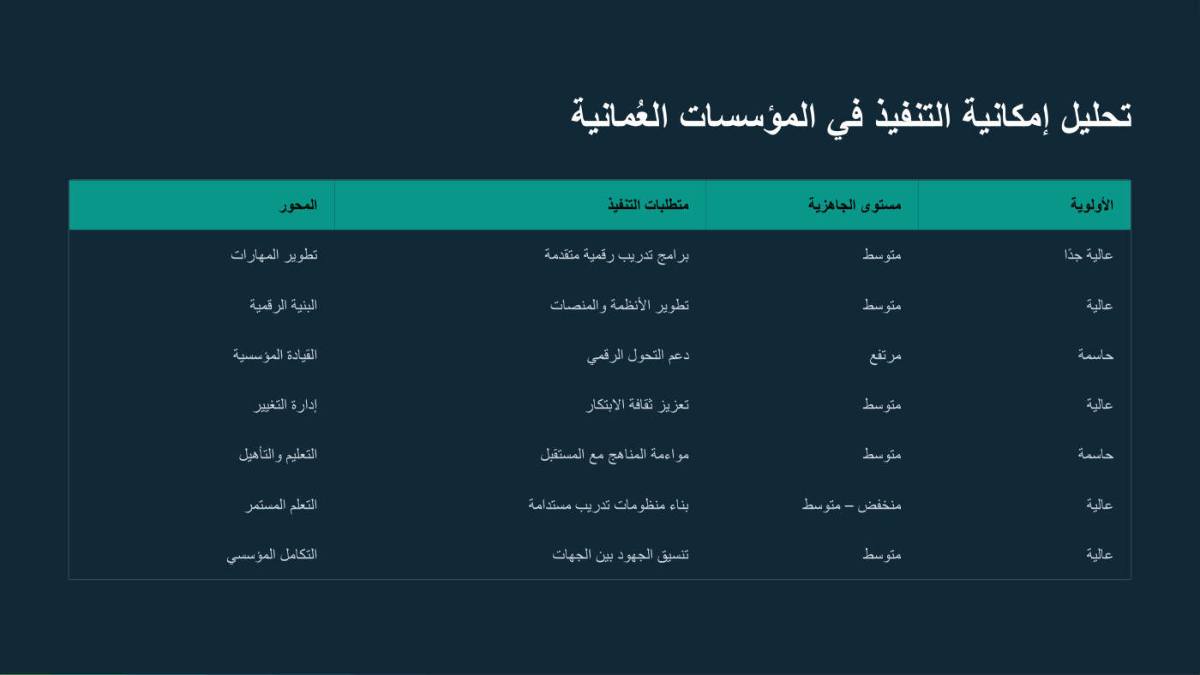 تحليل إمكانية التنفيذ في المؤسسات العُمانية
الأولوية مستوى الجاهزية متطلبات التنفيذ المحور
عالية جدًا متوسط برامج تدريب رقمية متقدمة تطوير المهارات
عالية متوسط تطوير الأنظمة والمنصات البنية الرقمية
حاسمة مرتفع دعم التحول الرقمي القيادة المؤسسية
عالية متوسط تعزيز ثقافة الابتكار إدارة التغيير
حاسمة متوسط مواءمة المناهج مع المستقبل التعليم والتأهيل
عالية منخفض – متوسط بناء منظومات تدريب مستدامة التعلم المستمر
عالية متوسط تنسيق الجهود بين الجهات التكامل المؤسسي